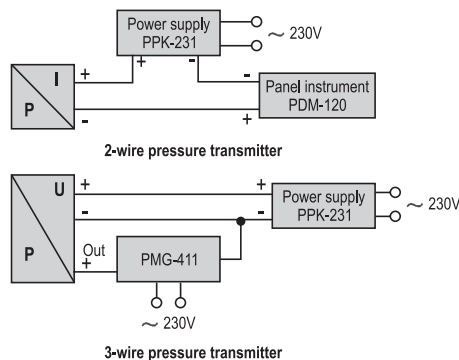 Power supply
PPK-231
~ 230V
+ -
I
+
-
P
-
+
Panel instrument
PDM-120
2-wire pressure transmitter
U
+
+
-
-
Power supply
PPK-231
~ 230V
P
Out
+
PMG-411
~ 230V
3-wire pressure transmitter